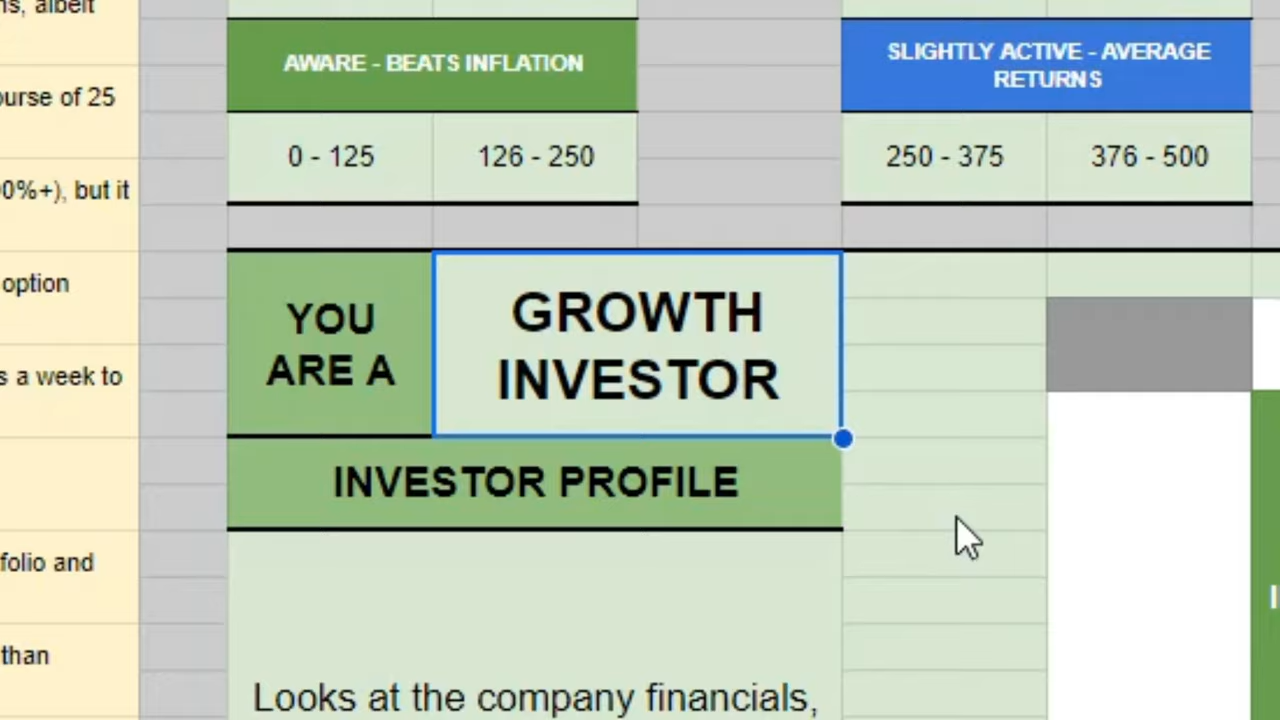 ns, albeit
AWARE - BEATS INFLATION
SLIGHTLY ACTIVE - AVERAGE
RETURNS
ourse of 25
0 - 125
126 - 250
250 - 375
376 - 500
0%+), but it
option
YOU
ARE A
GROWTH
INVESTOR
s a week to
INVESTOR PROFILE
folio and
than
Looks at the company financials,